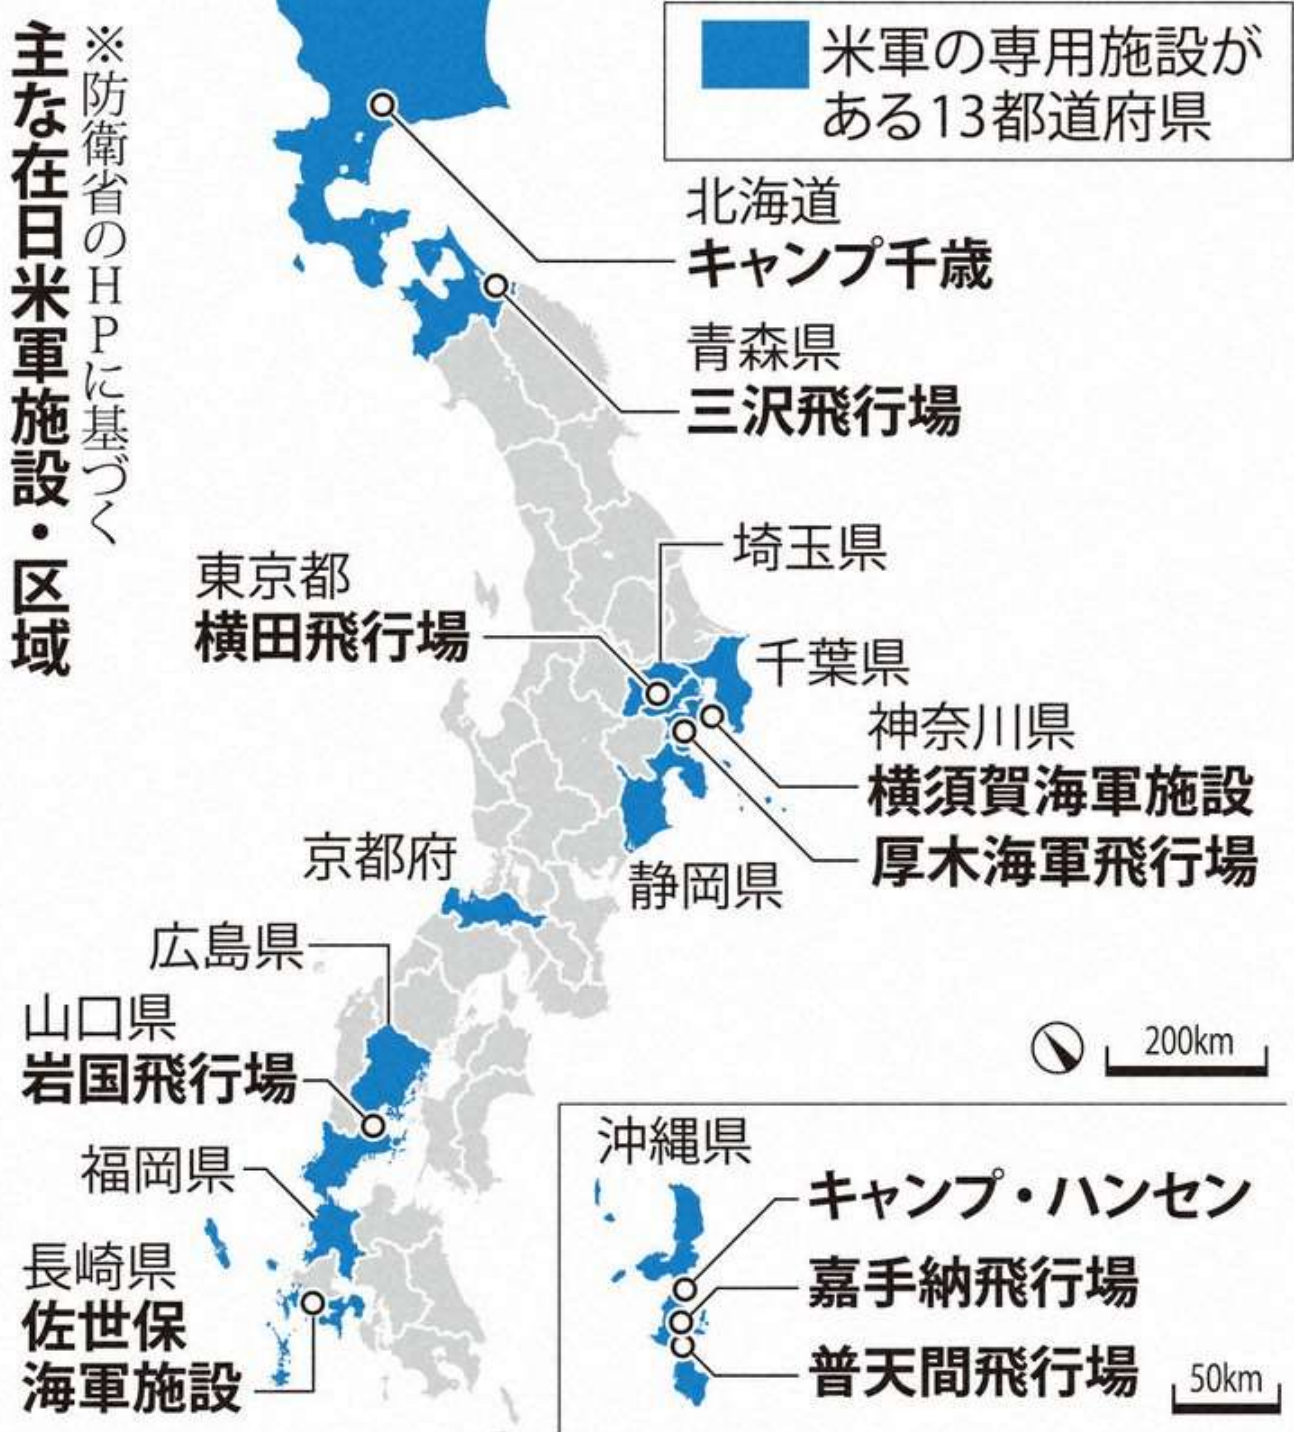 主な在日米軍施設・区域
※防衛省のHPに基づく
米軍の専用施設が
ある13都道府県
北海道
キャンプ千歳
青森県
三沢飛行場
埼玉県
東京都
横田飛行場
千葉県
神奈川県
横須賀海軍施設
厚木海軍飛行場
静岡県
京都府
広島県
山口県
岩国飛行場
福岡県
長崎県
佐世保
海軍施設
200km
沖縄県
キャンプ・ハンセン
嘉手納飛行場
普天間飛行場
50km